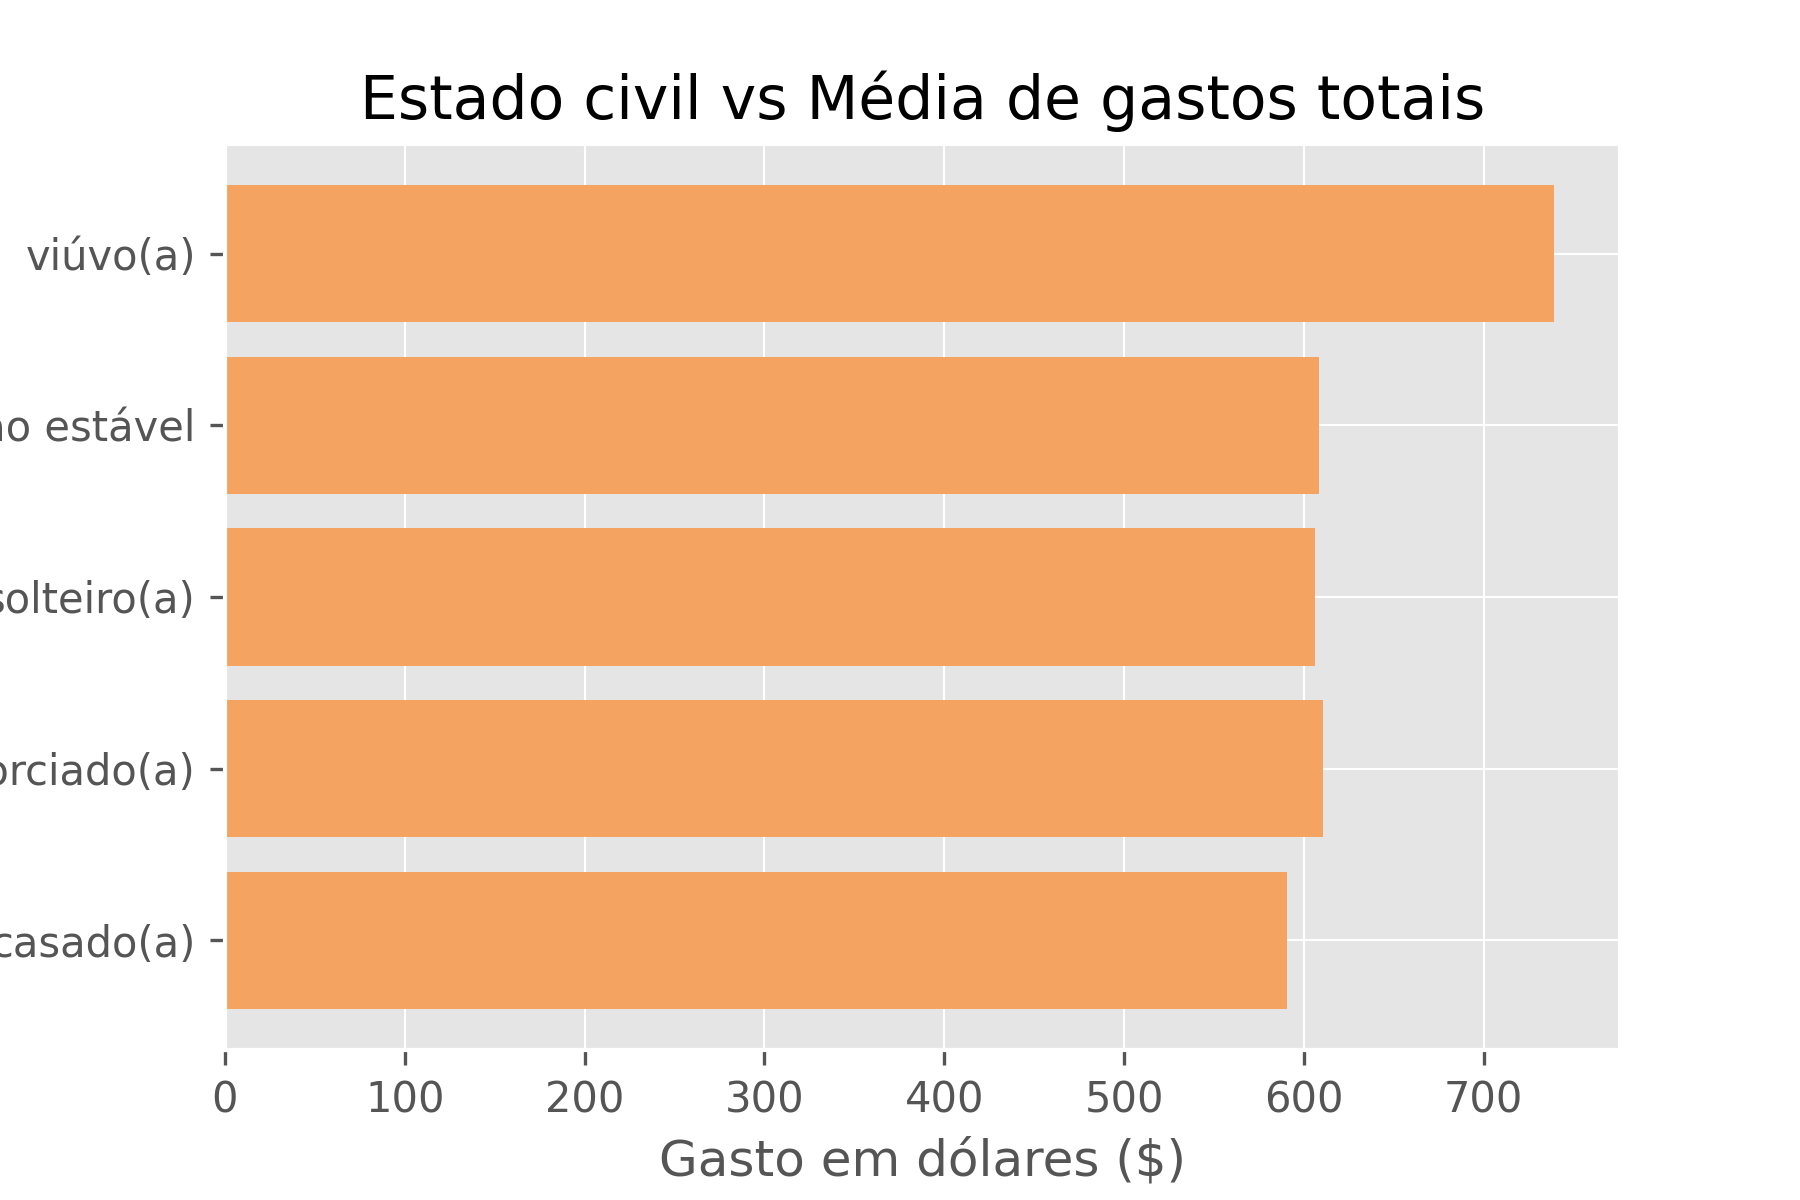 Estado civil vs Média de gastos totais
viúvo(a)
estável
solteiro(a)
orciado(a)
casado(a)
0 100 200 300 400 500 600 700
Gasto em dólares ($)